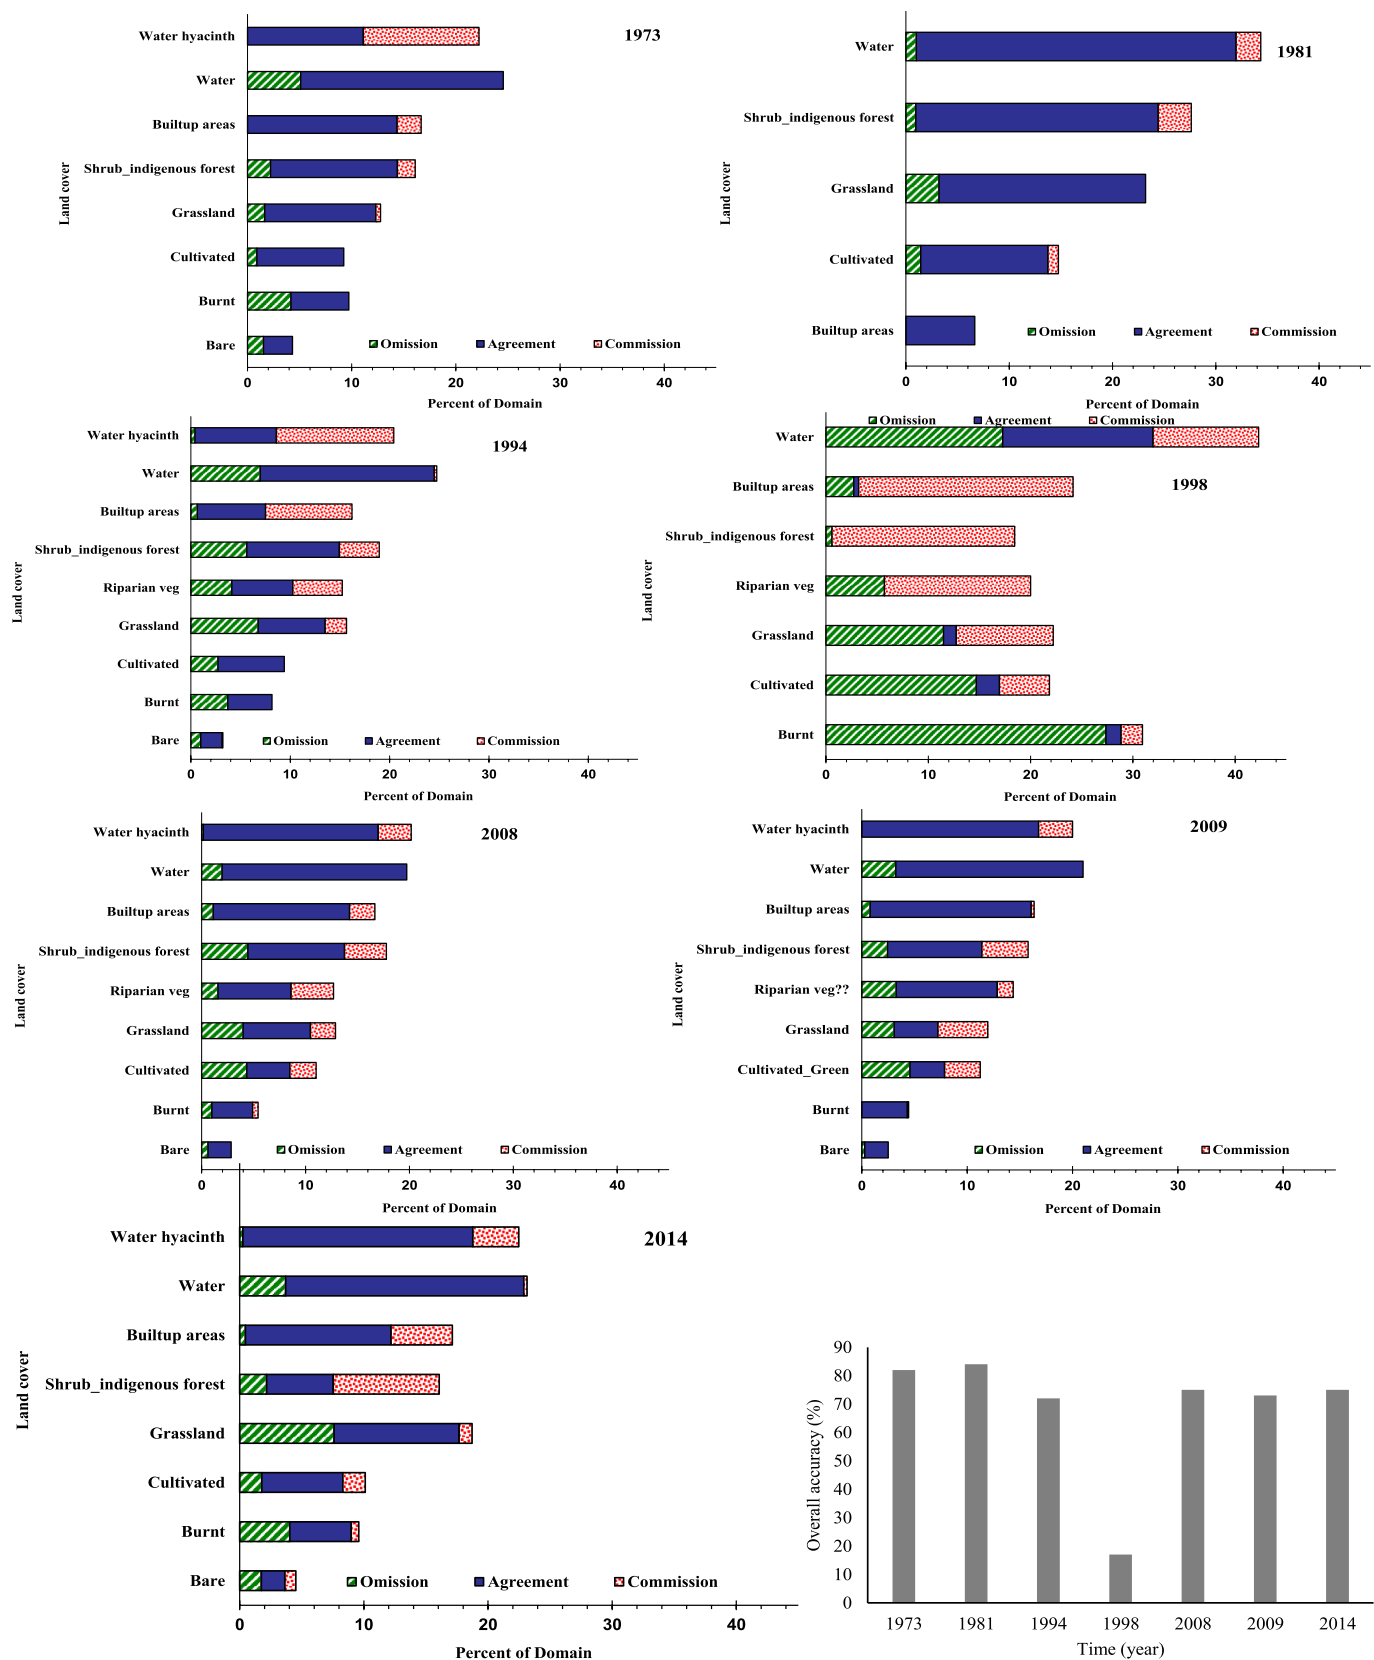 1973
Water hyacinth
Water
Builtup areas
Shrub_indigenous forest
Grassland
Cultivated
Burnt
Bare
Land cover
Omission Agreement Commission
0 10 20 30 40
Percent of Domain
1981
Water
Shrub_indigenous forest
Grassland
Cultivated
Builtup areas
Land cover
Omission Agreement Commission
0 10 20 30 40
Percent of Domain
1994
Water hyacinth
Water
Builtup areas
Shrub_indigenous forest
Riparian veg
Grassland
Cultivated
Burnt
Bare
Land cover
Omission Agreement Commission
0 10 20 30 40
Percent of Domain
Omission Agreement Commission
1998
Water
Builtup areas
Shrub_indigenous forest
Riparian veg
Grassland
Cultivated
Burnt
Land cover
0 10 20 30 40
Percent of Domain
2008
Water hyacinth
Water
Builtup areas
Shrub_indigenous forest
Riparian veg
Grassland
Cultivated
Burnt
Bare
Land cover
Omission Agreement Commission
0 10 20 30 40
Percent of Domain
2009
Water hyacinth
Water
Builtup areas
Shrub_indigenous forest
Riparian veg??
Grassland
Cultivated_Green
Burnt
Bare
Land cover
Omission Agreement Commission
0 10 20 30 40
Percent of Domain
2014
Water hyacinth
Water
Builtup areas
Shrub_indigenous forest
Grassland
Cultivated
Burnt
Bare
Land cover
Omission Agreement Commission
0 10 20 30 40
Percent of Domain
90
80
70
60
50
40
30
20
10
0
Overall accuracy (%)
1973 1981 1994 1998 2008 2009 2014
Time (year)